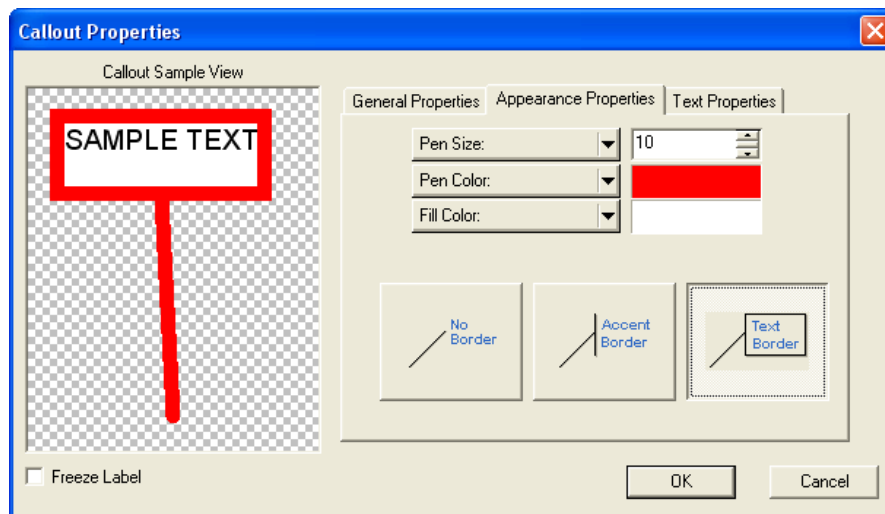 Callout Properties
Callout Sample View
SAMPLE TEXT
General Properties
Appearance Properties
Text Properties
Pen Size:
10
Pen Color:
Fill Color:
No
Border
Accent
Border
Text
Border
Freeze Label
OK
Cancel